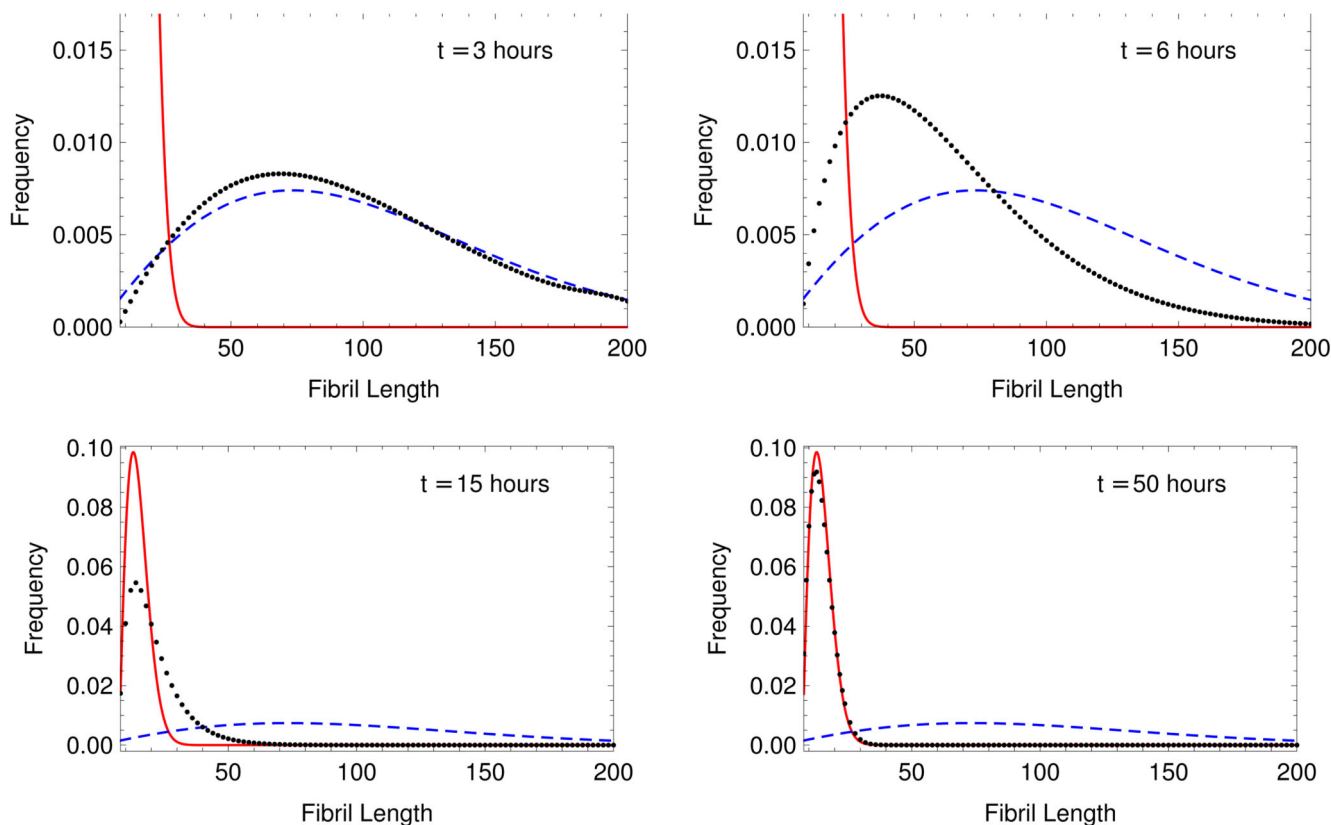 t = 3 hours
0.015
0.010
0.005
0.000
Frequency
50 100 150 200
Fibril Length
t = 6 hours
0.015
0.010
0.005
0.000
Frequency
50 100 150 200
Fibril Length
t = 15 hours
0.10
0.08
0.06
0.04
0.02
0.00
Frequency
50 100 150 200
Fibril Length
t = 50 hours
0.10
0.08
0.06
0.04
0.02
0.00
Frequency
50 100 150 200
Fibril Length